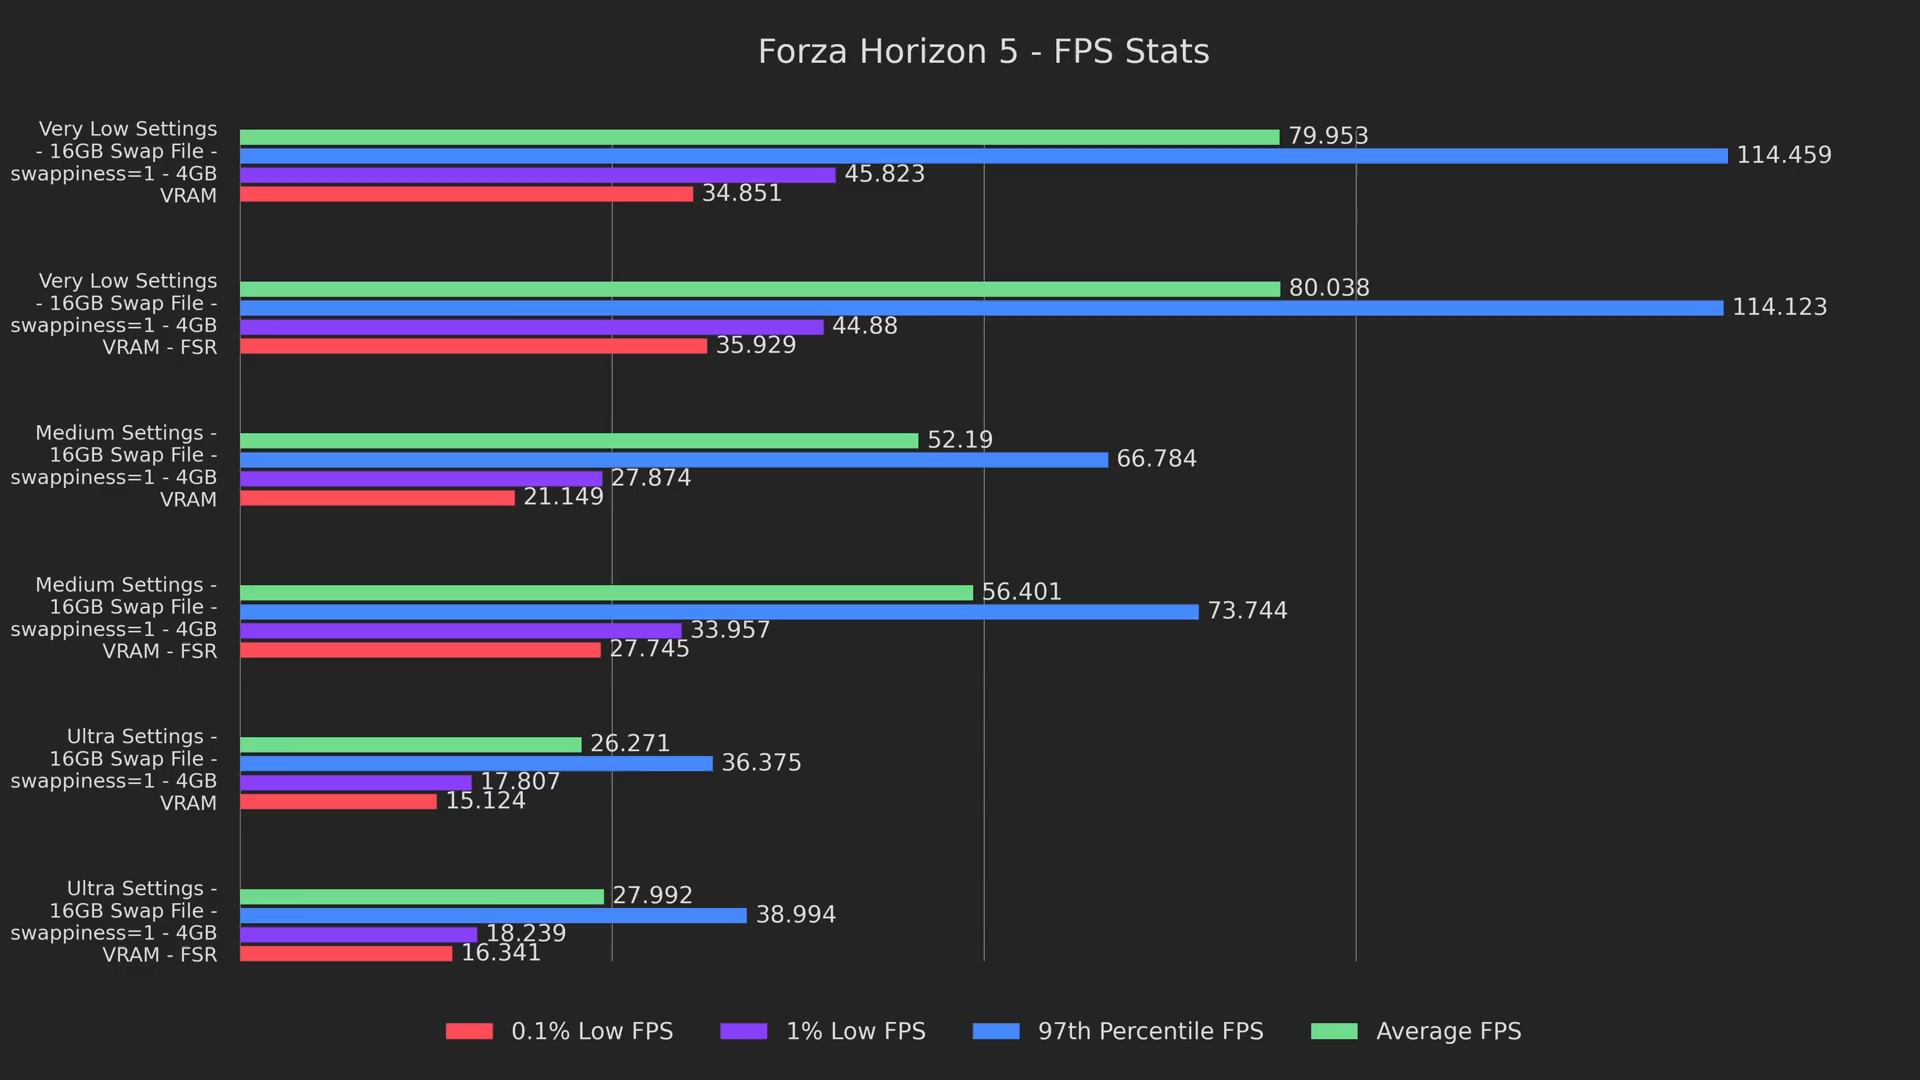 Forza Horizon 5 - FPS Stats
Very Low Settings
- 16GB Swap File -
swappiness=1 - 4GB
VRAM
79.953
114.459
45.823
34.851
Very Low Settings
- 16GB Swap File -
swappiness=1 - 4GB
VRAM - FSR
80.038
114.123
44.88
35.929
Medium Settings -
16GB Swap File -
swappiness=1 - 4GB
VRAM
52.19
66.784
27.874
21.149
Medium Settings -
16GB Swap File -
swappiness=1 - 4GB
VRAM - FSR
56.401
73.744
33.957
27.745
Ultra Settings -
16GB Swap File -
swappiness=1 - 4GB
VRAM
26.271
36.375
17.807
15.124
Ultra Settings -
16GB Swap File -
swappiness=1 - 4GB
VRAM - FSR
27.992
38.994
18.239
16.341
0.1% Low FPS
1% Low FPS
97th Percentile FPS
Average FPS